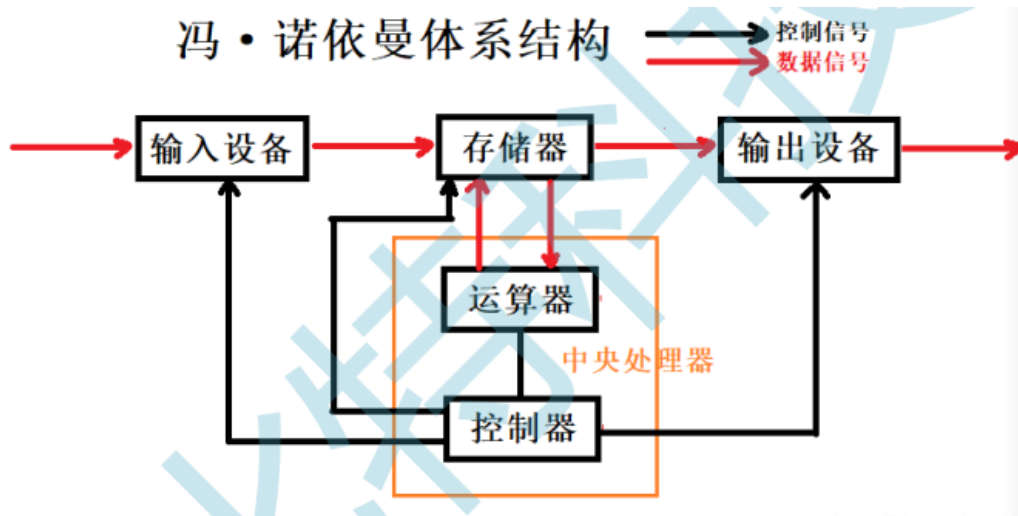 冯·诺依曼体系结构
控制信号
数据信号
输入设备
存储器
输出设备
运算器
中央处理器
控制器